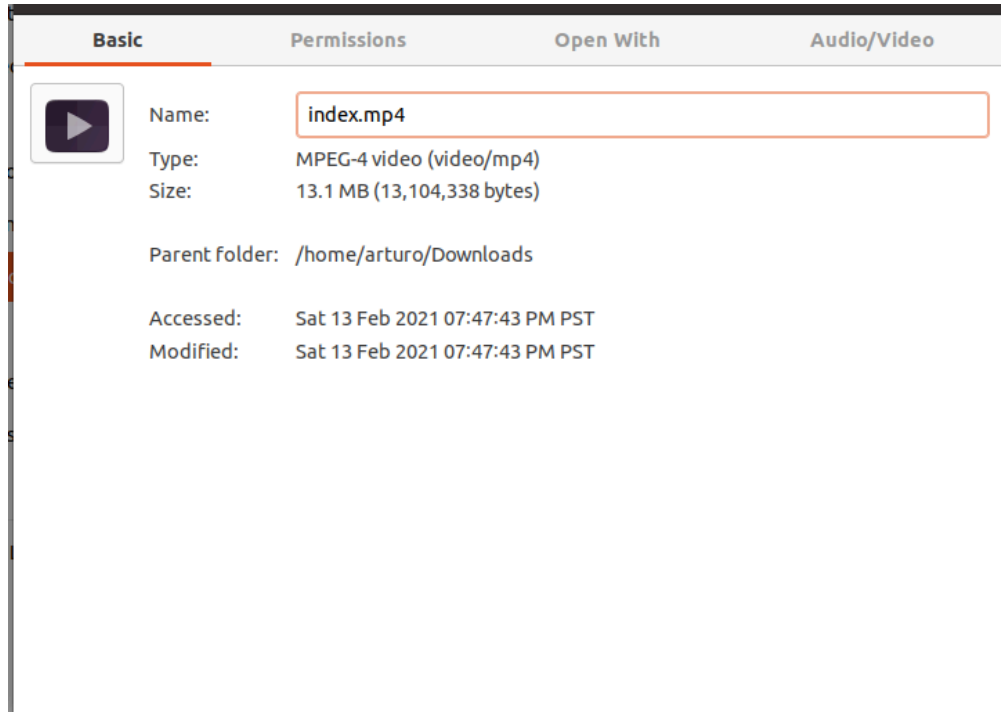 Basic Permissions Open With Audio/Video
Name: index.mp4
Type: MPEG-4 video (video/mp4)
Size: 13.1 MB (13,104,338 bytes)
Parent folder: /home/arturo/Downloads
Accessed: Sat 13 Feb 2021 07:47:43 PM PST
Modified: Sat 13 Feb 2021 07:47:43 PM PST